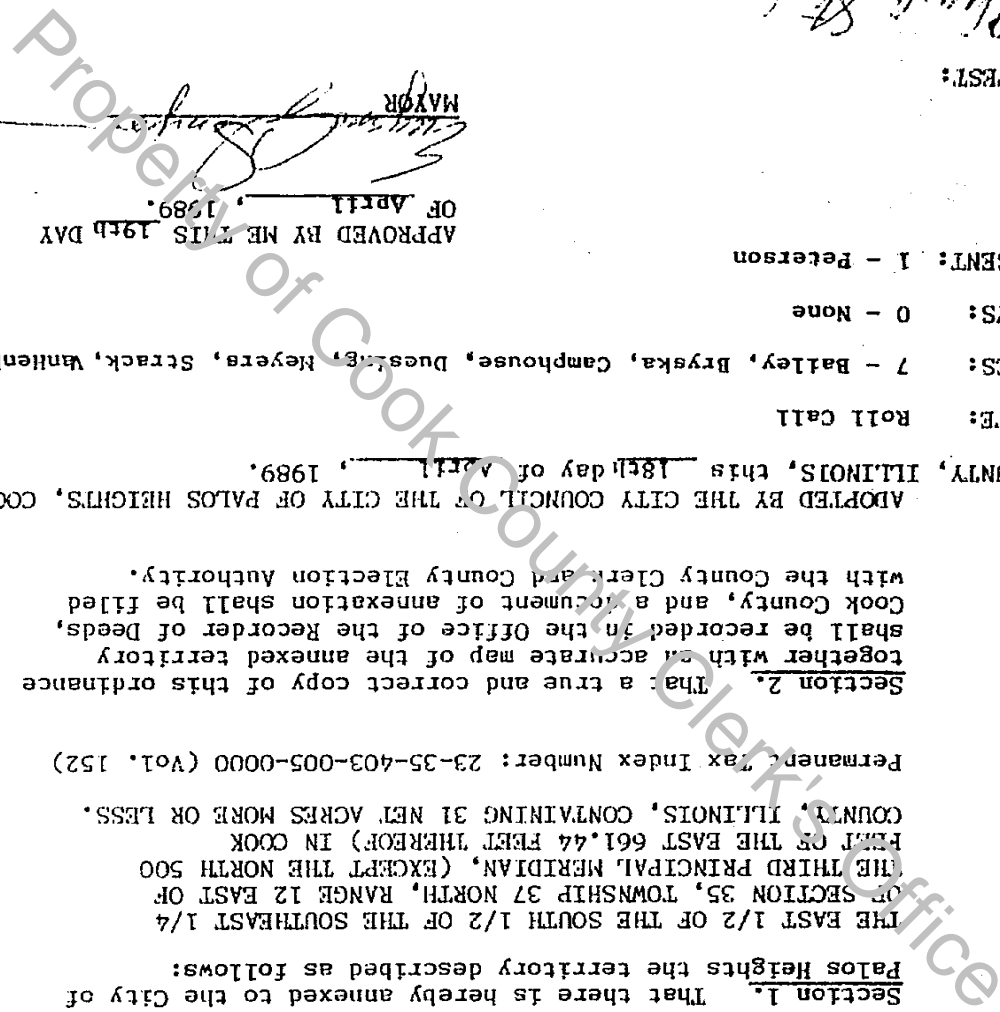 Section 1. That there is hereby annexed to the City of
Palos Heights the territory described as follows:
THE EAST 1/2 OF THE SOUTH 1/2 OF THE SOUTHEAST 1/4
OF SECTION 35, TOWNSHIP 37 NORTH, RANGE 12 EAST OF
THE THIRD PRINCIPAL MERIDIAN, (EXCEPT THE NORTH 500
FEET OF THE EAST 661.44 FEET THEREOF) IN COOK
COUNTY, ILLINOIS, CONTAINING 31 NET ACRES MORE OR LESS.
Permanent Tax Index Number: 23-35-403-005-0000 (Vol. 152)
Section 2. That a true and correct copy of this ordinance
together with an accurate map of the annexed territory
shall be recorded in the Office of the Recorder of Deeds,
Cook County, and a document of annexation shall be filed
with the County Clerk and County Election Authority.
ADOPTED BY THE CITY COUNCIL OF THE CITY OF PALOS HEIGHTS, COO
NTY, ILLINOIS, this 18th day of April, 1989.
TE: Roll Call
ES: 7 - Bailey, Bryska, Camphouse, Duesing, Meyers, Strack, VanHen
YS: 0 - None
SENT: 1 - Peterson
APPROVED BY ME THIS 19th DAY
OF April, 1989.
MAYOR
TEST:
Property of Cook County Clerk's Office